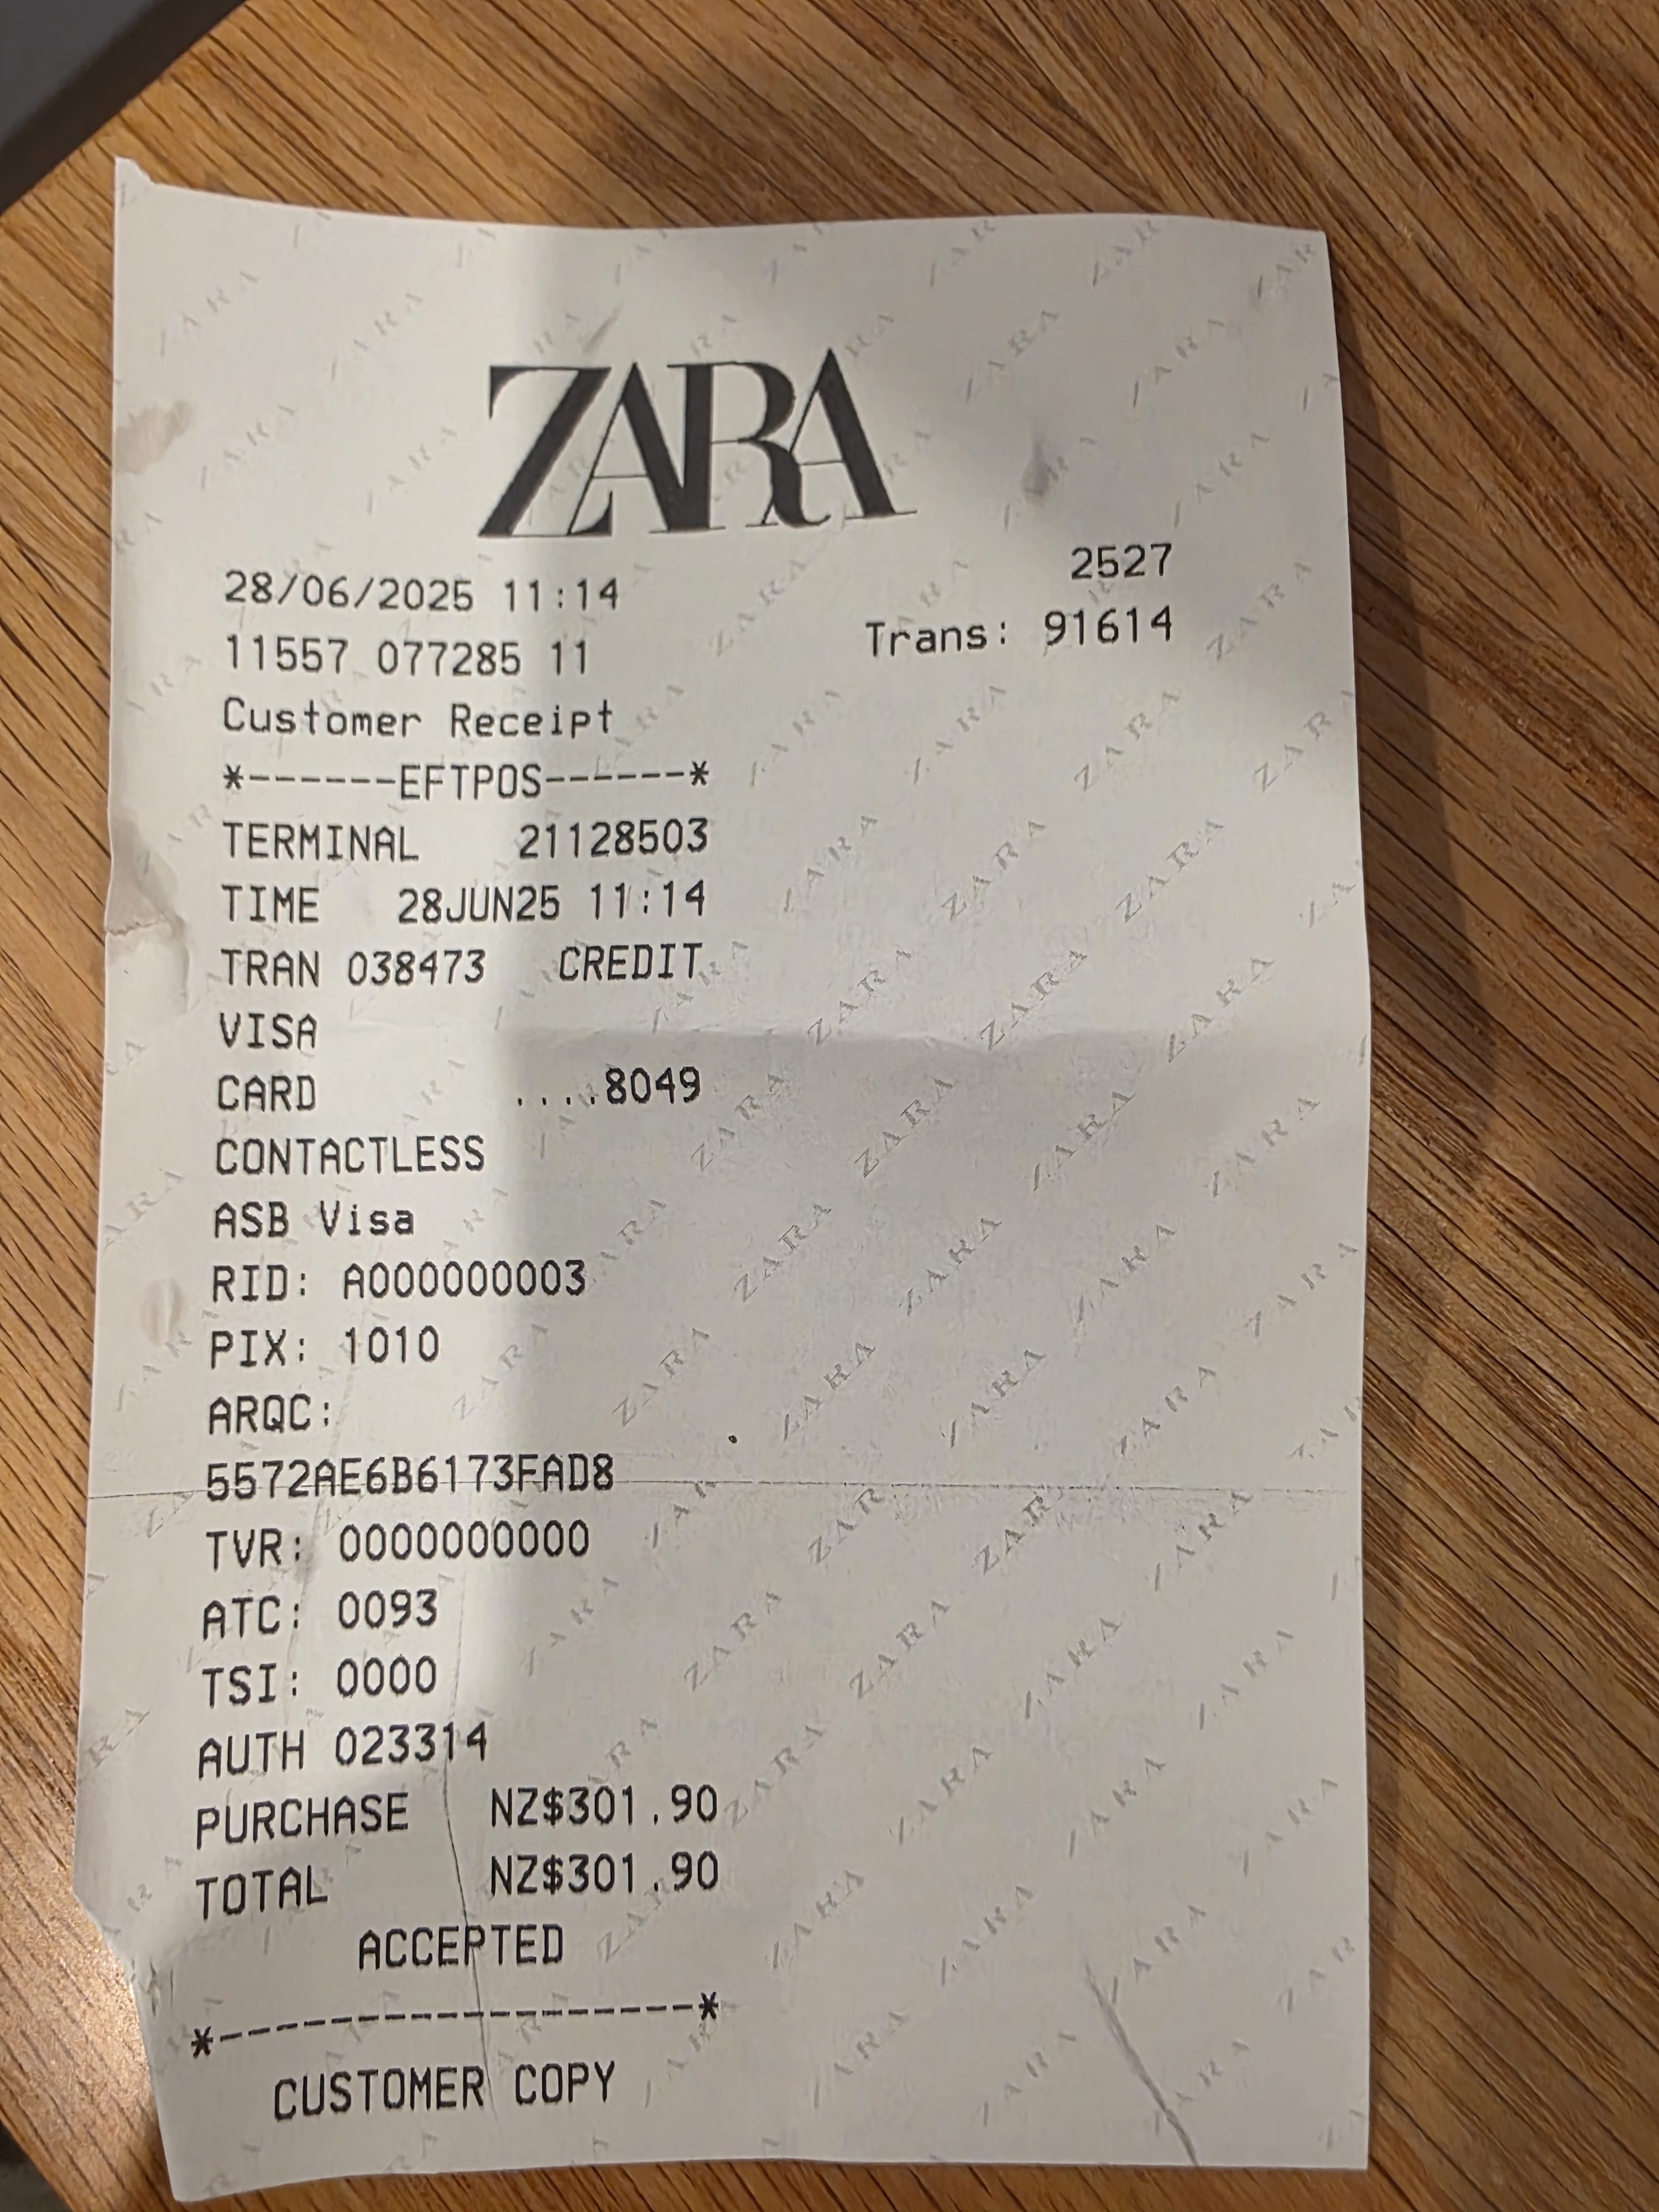 ZARA
28/06/2025 11:14 2527
11557 077285 11 Trans: 91614
Customer Receipt
*------EFTPOS------*
TERMINAL 21128503
TIME 28JUN25 11:14
TRAN 038473 CREDIT
VISA
CARD ....8049
CONTACTLESS
ASB Visa
RID: A000000003
PIX: 1010
ARQC:
5572AE6B6173FAD8
TVR: 0000000000
ATC: 0093
TSI: 0000
AUTH 023314
PURCHASE NZ$301.90
TOTAL NZ$301.90
ACCEPTED
*------------------*
CUSTOMER COPY